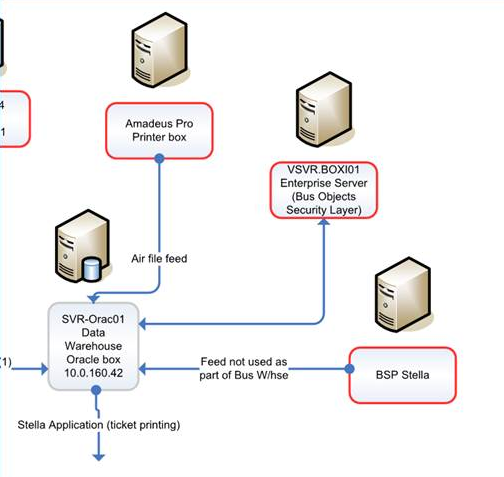 4
1
Amadeus Pro
Printer box
VSVR.BOXI01
Enterprise Server
(Bus Objects
Security Layer)
Air file feed
SVR-Orac01
Data
Warehouse
Oracle box
10.0.160.42
(1)
Feed not used as
part of Bus W/hse
BSP Stella
Stella Application (ticket printing)